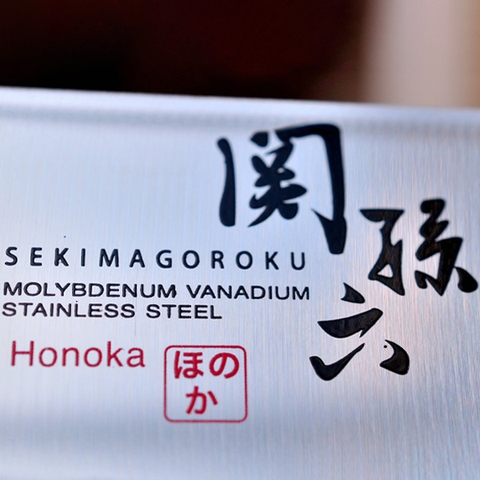 関孫六
SEKIMAGOROKU
MOLYBDENUM VANADIUM
STAINLESS STEEL
Honoka
ほの
か